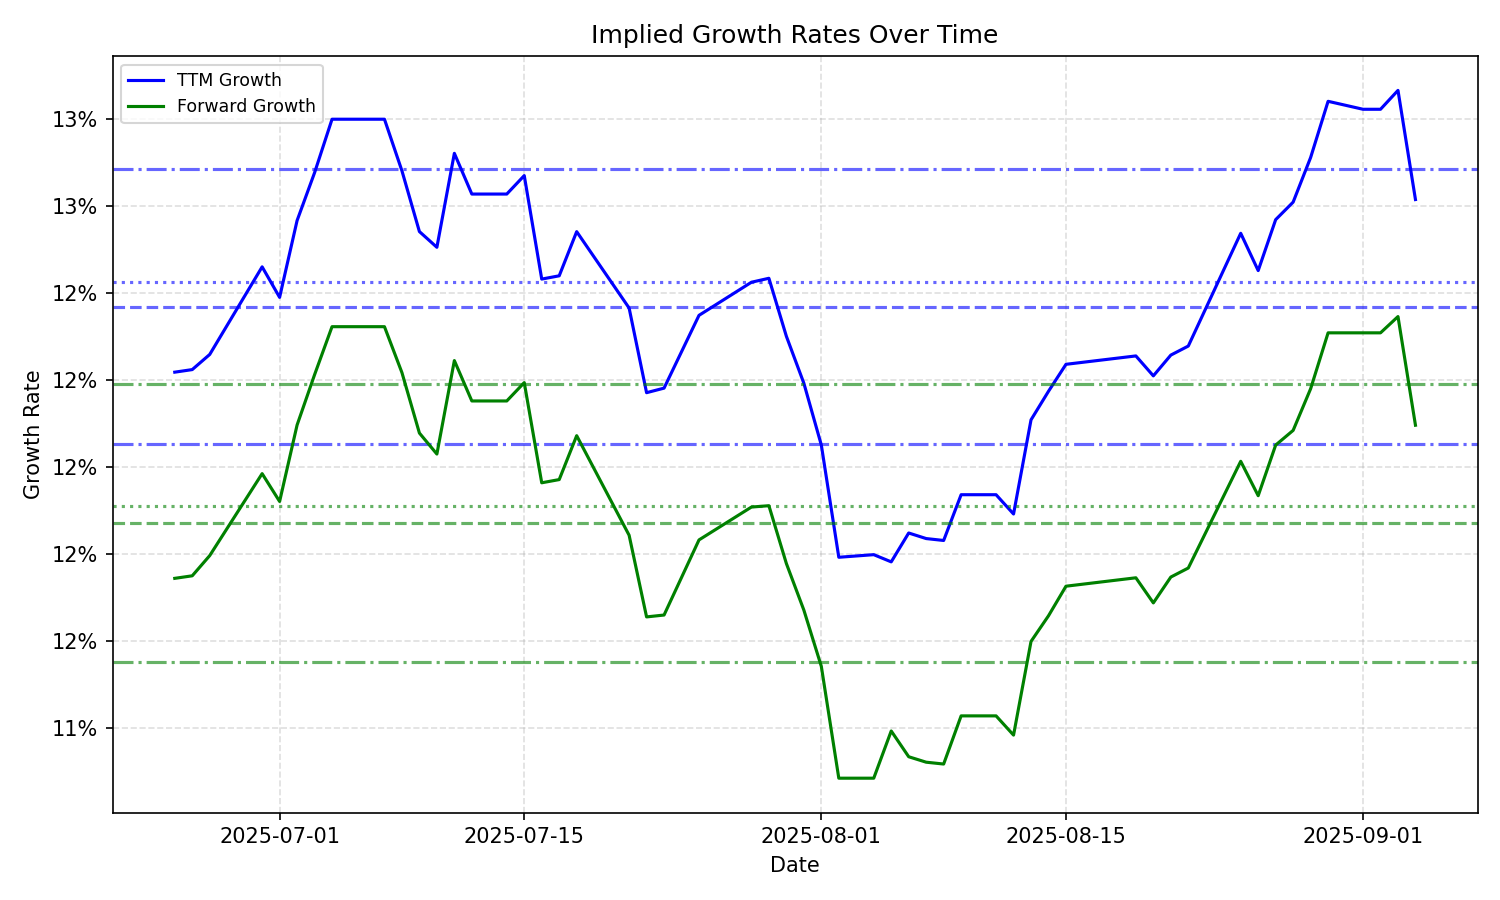 Implied Growth Rates Over Time
TTM Growth
Forward Growth
13%
13%
12%
12%
12%
12%
12%
11%
Growth Rate
2025-07-01
2025-07-15
2025-08-01
2025-08-15
2025-09-01
Date